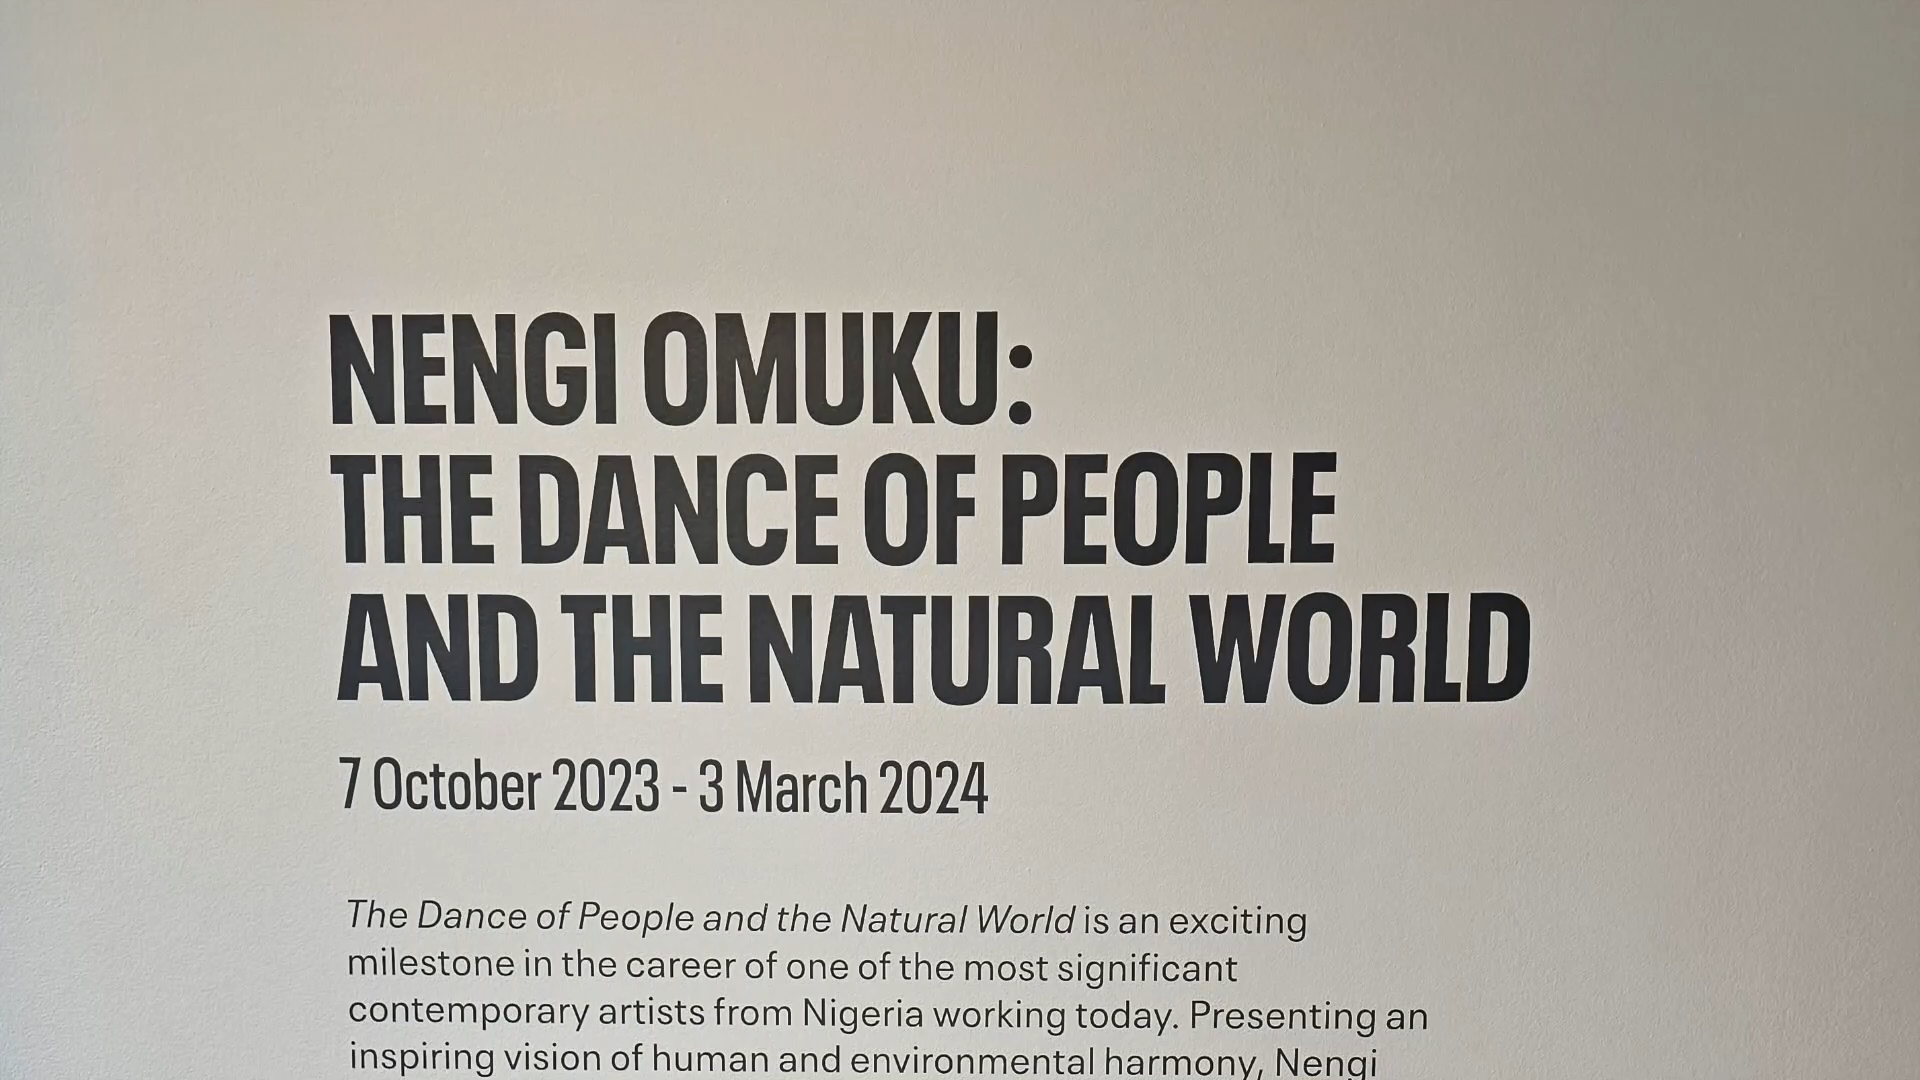 NENGI OMUKU:
THE DANCE OF PEOPLE
AND THE NATURAL WORLD
7 October 2023 - 3 March 2024
The Dance of People and the Natural World is an exciting
milestone in the career of one of the most significant
contemporary artists from Nigeria working today. Presenting an
inspiring vision of human and environmental harmony, Nengi